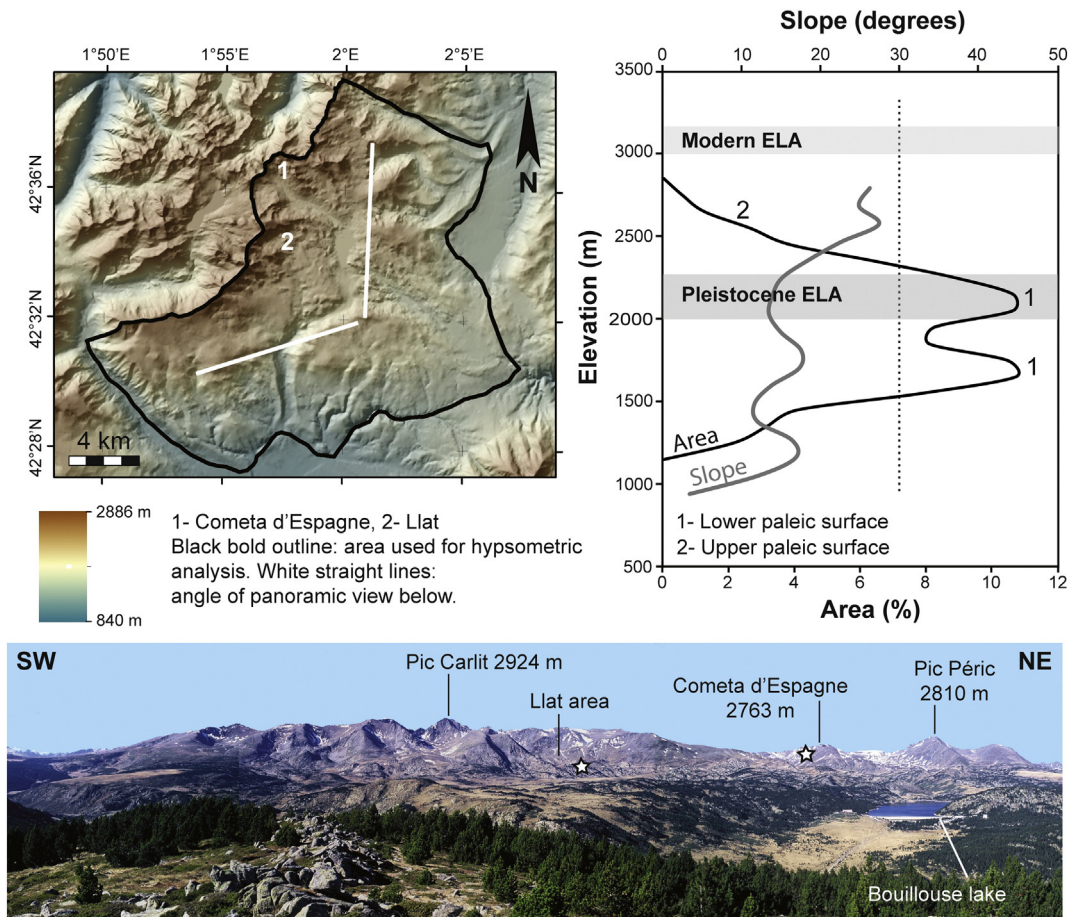 1°50'E 1°55'E 2°E 2°5'E
42°36'N
42°32'N
42°28'N
1
2
N
4 km
2886 m
840 m
1- Cometa d'Espagne, 2- Llat
Black bold outline: area used for hypsometric
analysis. White straight lines:
angle of panoramic view below.
Slope (degrees)
0 10 20 30 40 50
Elevation (m)
3500
3000
2500
2000
1500
1000
500
Modern ELA
2
Pleistocene ELA
1
1
Area
Slope
1- Lower paleic surface
2- Upper paleic surface
0 2 4 6 8 10 12
Area (%)
SW
NE
Pic Carlit 2924 m
Llat area
Cometa d'Espagne
2763 m
Pic Péric
2810 m
Bouillouse lake